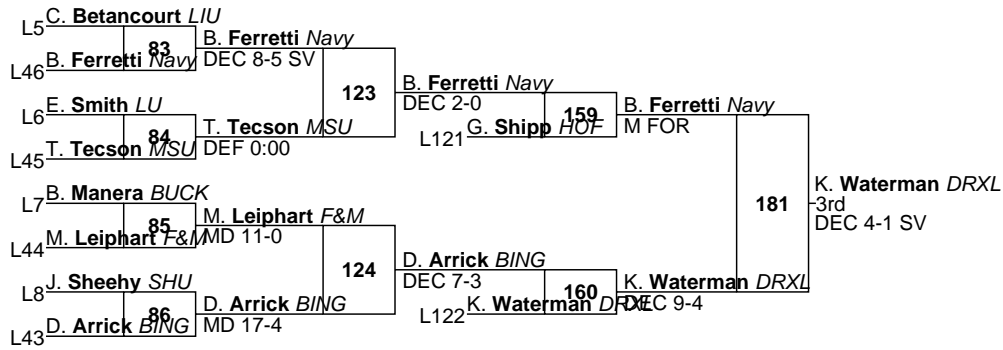 L5 C. Betancourt LIU
83
B. Ferretti Navy
DEC 8-5 SV
L46 B. Ferretti Navy
123
B. Ferretti Navy
DEC 2-0
L6 E. Smith LU
84
T. Tecson MSU
DEF 0:00
L45 T. Tecson MSU
L121 G. Shipp HOF
159
B. Ferretti Navy
M FOR
L7 B. Manera BUCK
85
M. Leiphart F&M
MD 11-0
L44 M. Leiphart F&M
124
D. Arrick BING
DEC 7-3
L8 J. Sheehy SHU
86
D. Arrick BING
MD 17-4
L43 D. Arrick BING
L122 K. Waterman DRXL
160
K. Waterman DRXL
DEC 9-4
181
K. Waterman DRXL
3rd
DEC 4-1 SV